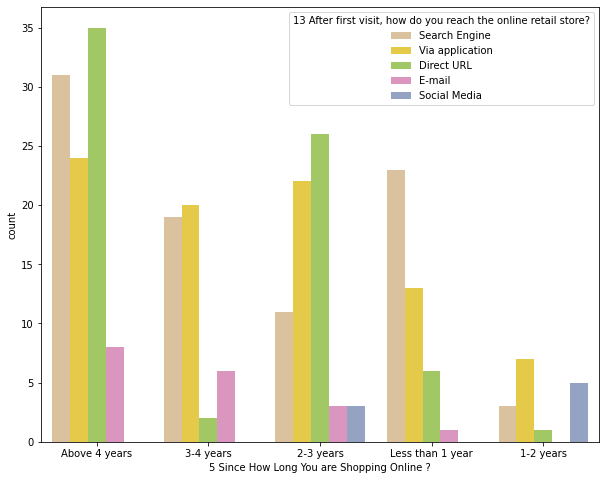 13 After first visit, how do you reach the online retail store?
Search Engine
Via application
Direct URL
E-mail
Social Media
35
30
25
20
15
10
5
0
count
Above 4 years
3-4 years
2-3 years
Less than 1 year
1-2 years
5 Since How Long You are Shopping Online ?